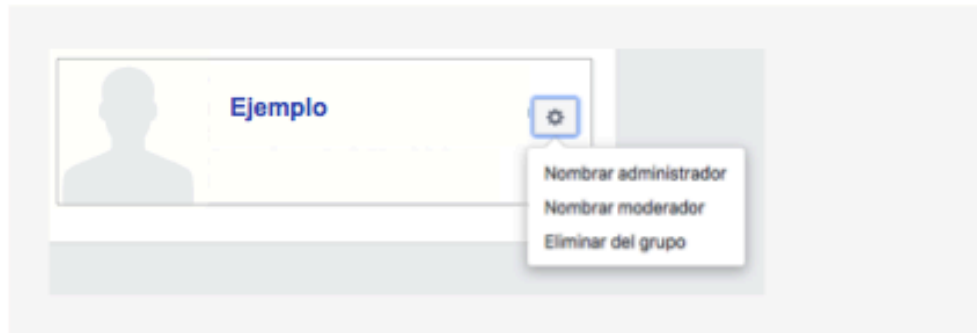 Ejemplo
Nombrar administrador
Nombrar moderador
Eliminar del grupo